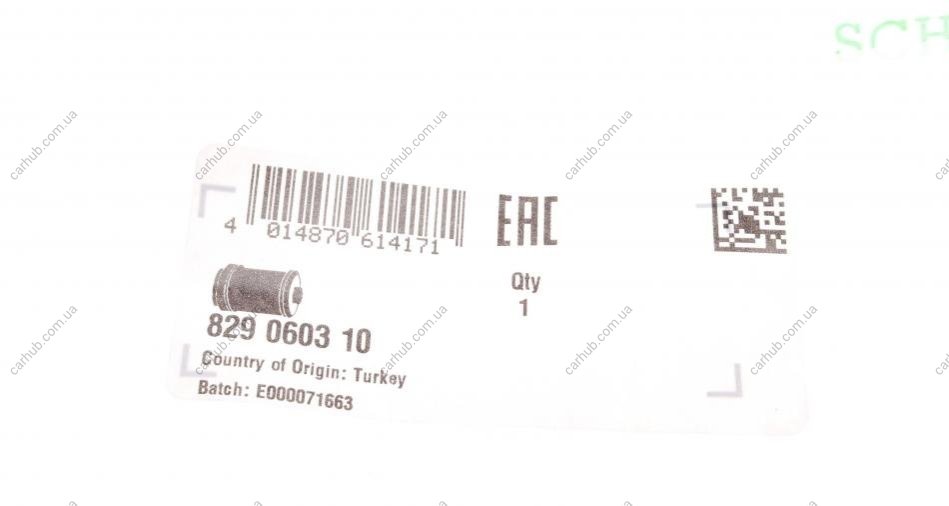 SCH
4 014870 614171
EAC
Qty
1
829 0603 10
Country of Origin: Turkey
Batch: E000071663
carhub.com.ua